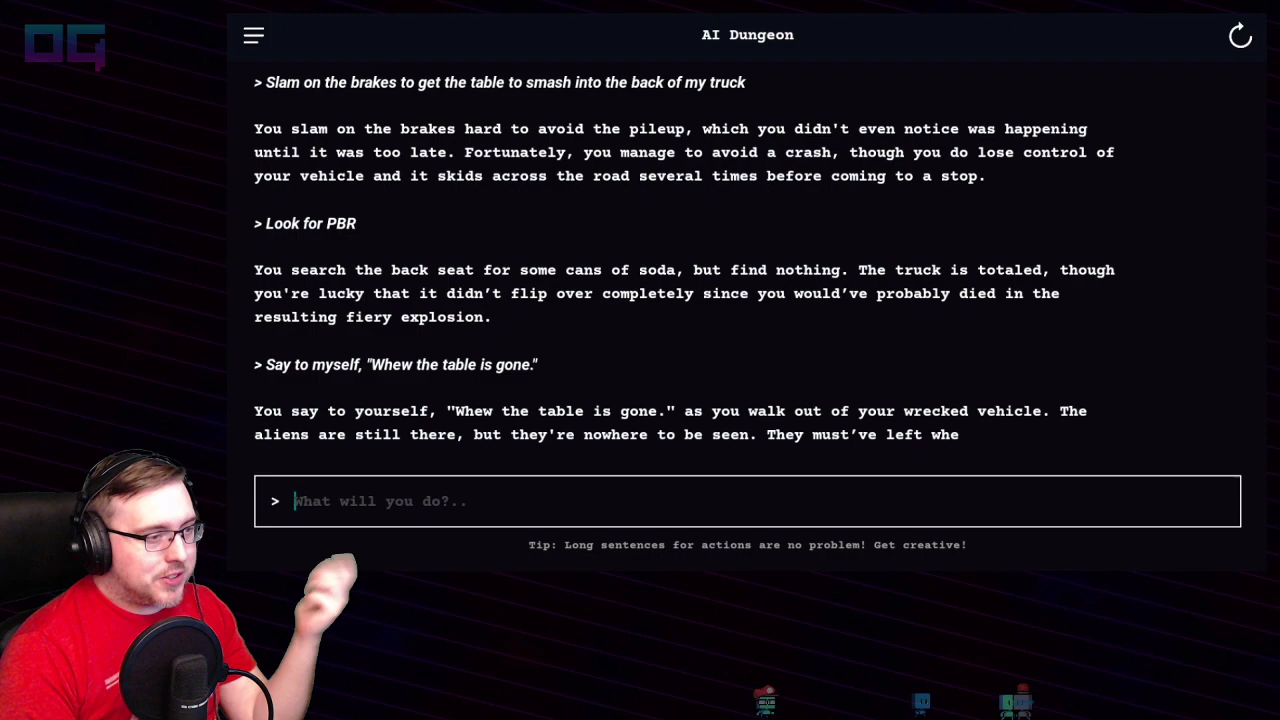 OG
AI Dungeon
> Slam on the brakes to get the table to smash into the back of my truck
You slam on the brakes hard to avoid the pileup, which you didn't even notice was happening
until it was too late. Fortunately, you manage to avoid a crash, though you do lose control of
your vehicle and it skids across the road several times before coming to a stop.
> Look for PBR
You search the back seat for some cans of soda, but find nothing. The truck is totaled, though
you're lucky that it didn’t flip over completely since you would’ve probably died in the
resulting fiery explosion.
> Say to myself, "Whew the table is gone."
You say to yourself, "Whew the table is gone." as you walk out of your wrecked vehicle. The
aliens are still there, but they're nowhere to be seen. They must’ve left whe
> What will you do?..
Tip: Long sentences for actions are no problem! Get creative!